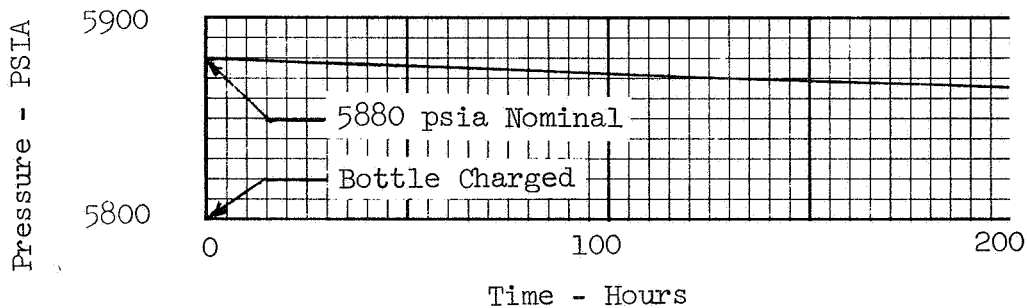 Pressure - PSIA
5900
5880 psia Nominal
Bottle Charged
5800
0
100
200
Time - Hours